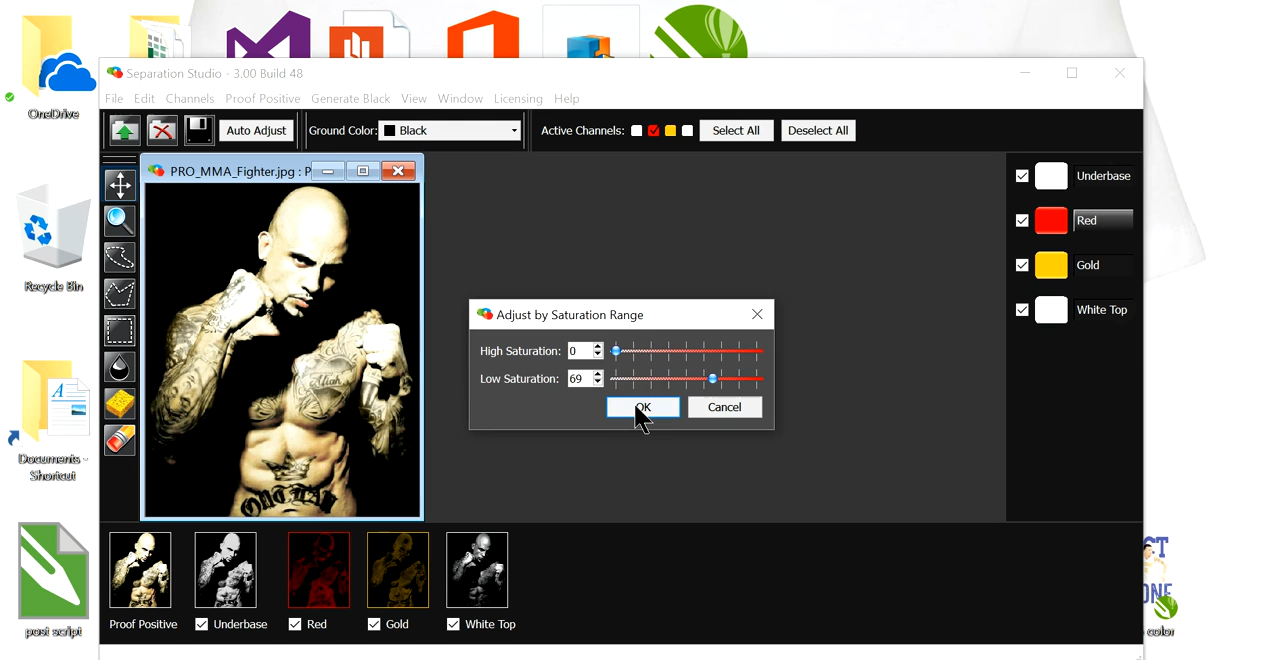 OneDrive
Recycle Bin
Documents - Shortcut
post script
color
Separation Studio - 3.00 Build 48
File Edit Channels Proof Positive Generate Black View Window Licensing Help
Auto Adjust
Ground Color: Black
Active Channels: Select All Deselect All
PRO_MMA_Fighter.jpg : P
Underbase
Red
Gold
White Top
Adjust by Saturation Range
High Saturation: 0
Low Saturation: 69
OK Cancel
Proof Positive Underbase Red Gold White Top